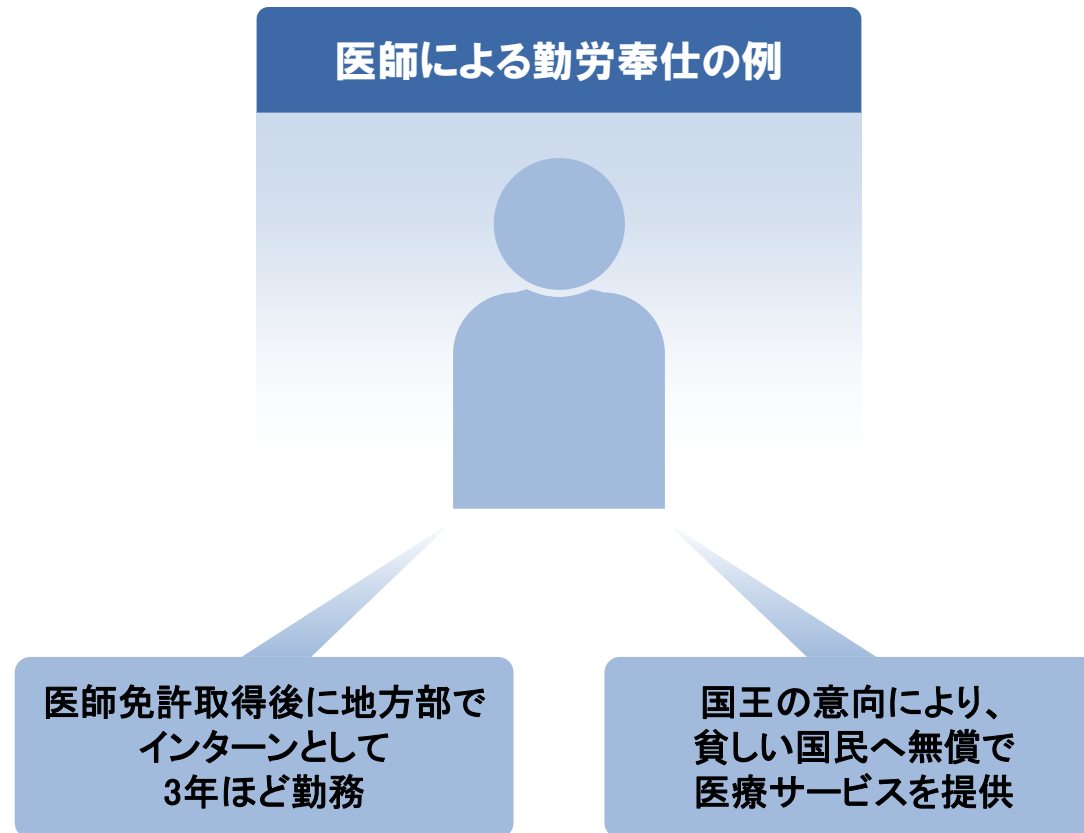 医師による勤労奉仕の例
医師免許取得後に地方部で
インターンとして
3年ほど勤務
国王の意向により、
貧しい国民へ無償で
医療サービスを提供